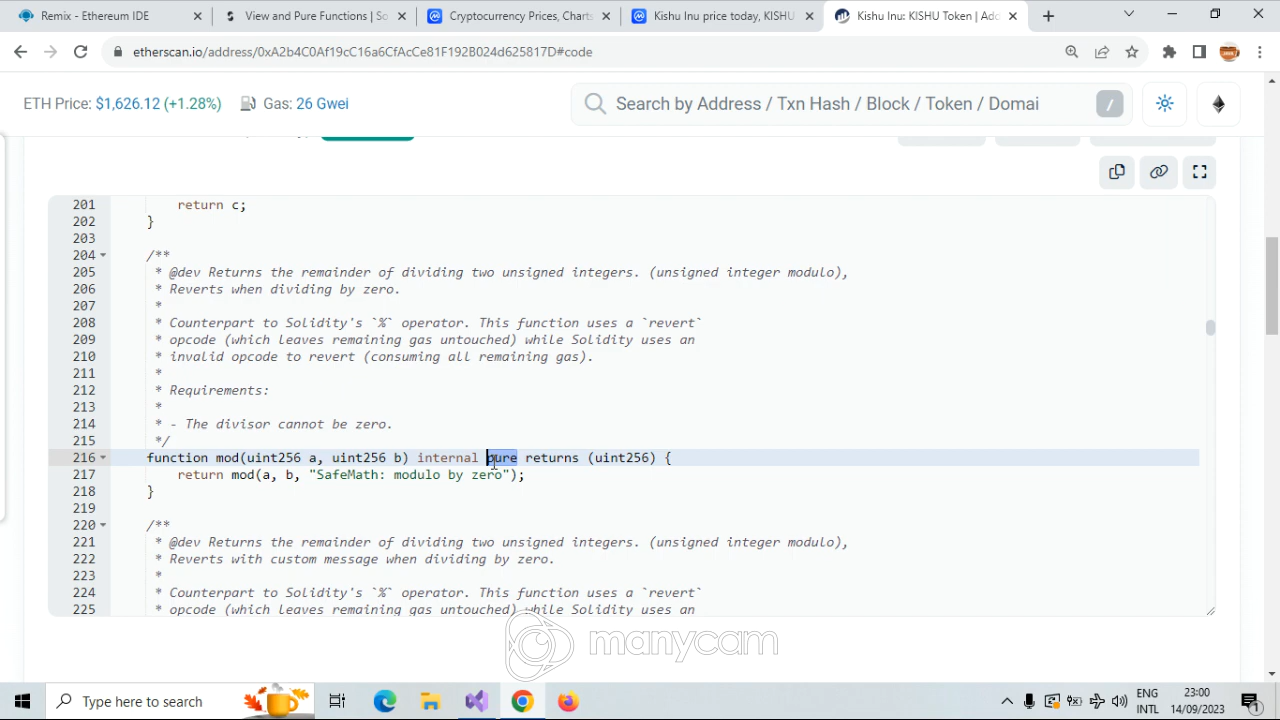 Remix - Ethereum IDE
View and Pure Functions | So
Cryptocurrency Prices, Charts
Kishu Inu price today, KISHU
Kishu Inu: KISHU Token | Add
etherscan.io/address/0xA2b4C0Af19cC16a6CfAcCe81F192B024d625817D#code
ETH Price: $1,626.12 (+1.28%) Gas: 26 Gwei
Search by Address / Txn Hash / Block / Token / Domai
/
201 return c;
202 }
203
204 /**
205 * @dev Returns the remainder of dividing two unsigned integers. (unsigned integer modulo),
206 * Reverts when dividing by zero.
207 *
208 * Counterpart to Solidity's `%` operator. This function uses a `revert`
209 * opcode (which leaves remaining gas untouched) while Solidity uses an
210 * invalid opcode to revert (consuming all remaining gas).
211 *
212 * Requirements:
213 *
214 * - The divisor cannot be zero.
215 */
216 function mod(uint256 a, uint256 b) internal pure returns (uint256) {
217 return mod(a, b, "SafeMath: modulo by zero");
218 }
219
220 /**
221 * @dev Returns the remainder of dividing two unsigned integers. (unsigned integer modulo),
222 * Reverts with custom message when dividing by zero.
223 *
224 * Counterpart to Solidity's `%` operator. This function uses a `revert`
225 * opcode (which leaves remaining gas untouched) while Solidity uses an
manycam
Type here to search
ENG
INTL
23:00
14/09/2023
1